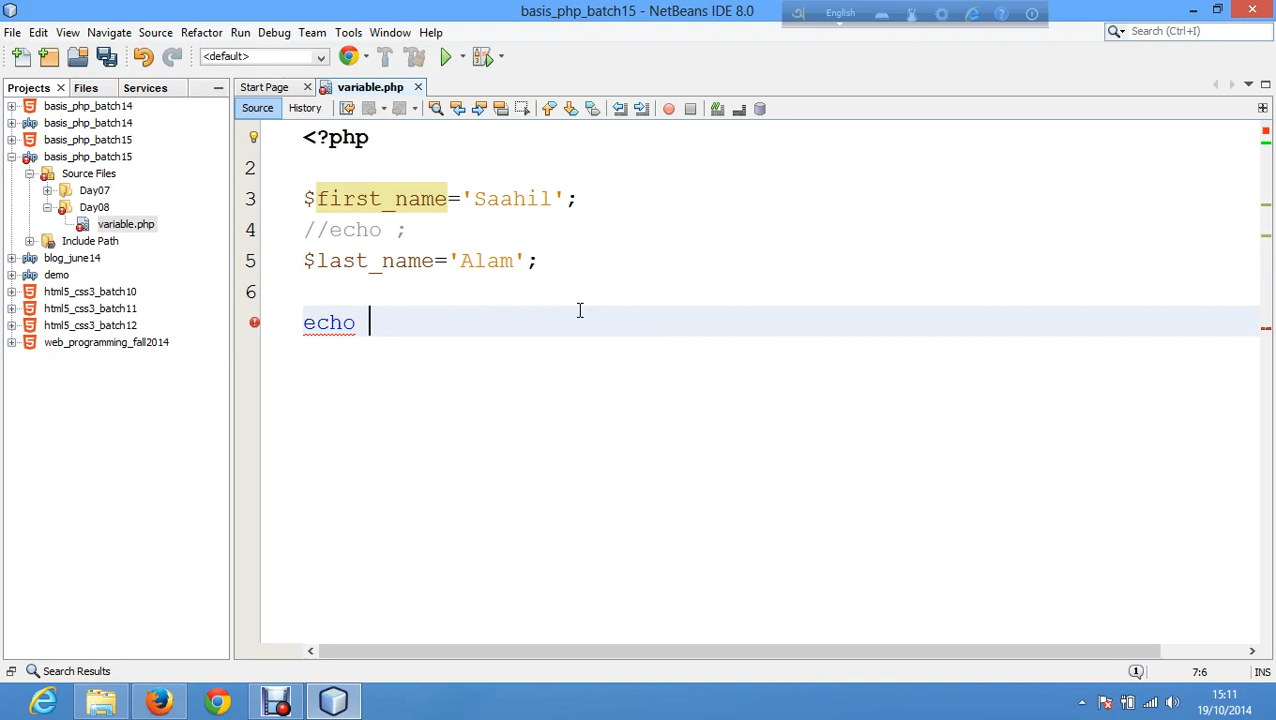 basis_php_batch15 - NetBeans IDE 8.0
English
File Edit View Navigate Source Refactor Run Debug Team Tools Window Help
Search (Ctrl+I)
<default>
Projects Files Services
Start Page variable.php
Source History
basis_php_batch14
basis_php_batch14
basis_php_batch15
basis_php_batch15
Source Files
Day07
Day08
variable.php
Include Path
blog_june14
demo
html5_css3_batch10
html5_css3_batch11
html5_css3_batch12
web_programming_fall2014
<?php
2
3 $first_name='Saahil';
4 //echo ;
5 $last_name='Alam';
6
echo
Search Results
1
7:6 INS
15:11
19/10/2014